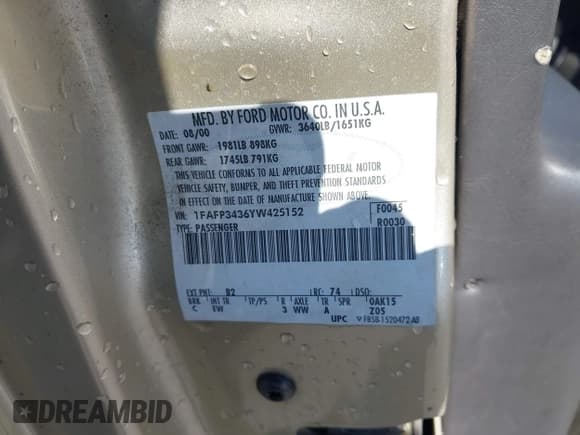 MFD. BY FORD MOTOR CO. IN U.S.A.
DATE: 08/00 GVWR: 3640LB/1651KG
FRONT GAWR: 1981LB 898KG
REAR GAWR: 1745LB 791KG
THIS VEHICLE CONFORMS TO ALL APPLICABLE FEDERAL MOTOR
VEHICLE SAFETY, BUMPER, AND THEFT PREVENTION STANDARDS
IN EFFECT ON THE DATE OF MANUFACTURE SHOWN ABOVE.
VIN: 1FAFP3436YW425152 F0045
TYPE: PASSENGER R0030
EXT PNT: B2 RC: 74 DSO:
BRK INT TR TP/PS R AXLE TR SPR 0AK15
C EW 3 WW A Z05
UPC F85B-1520472-AB
DREAMBID